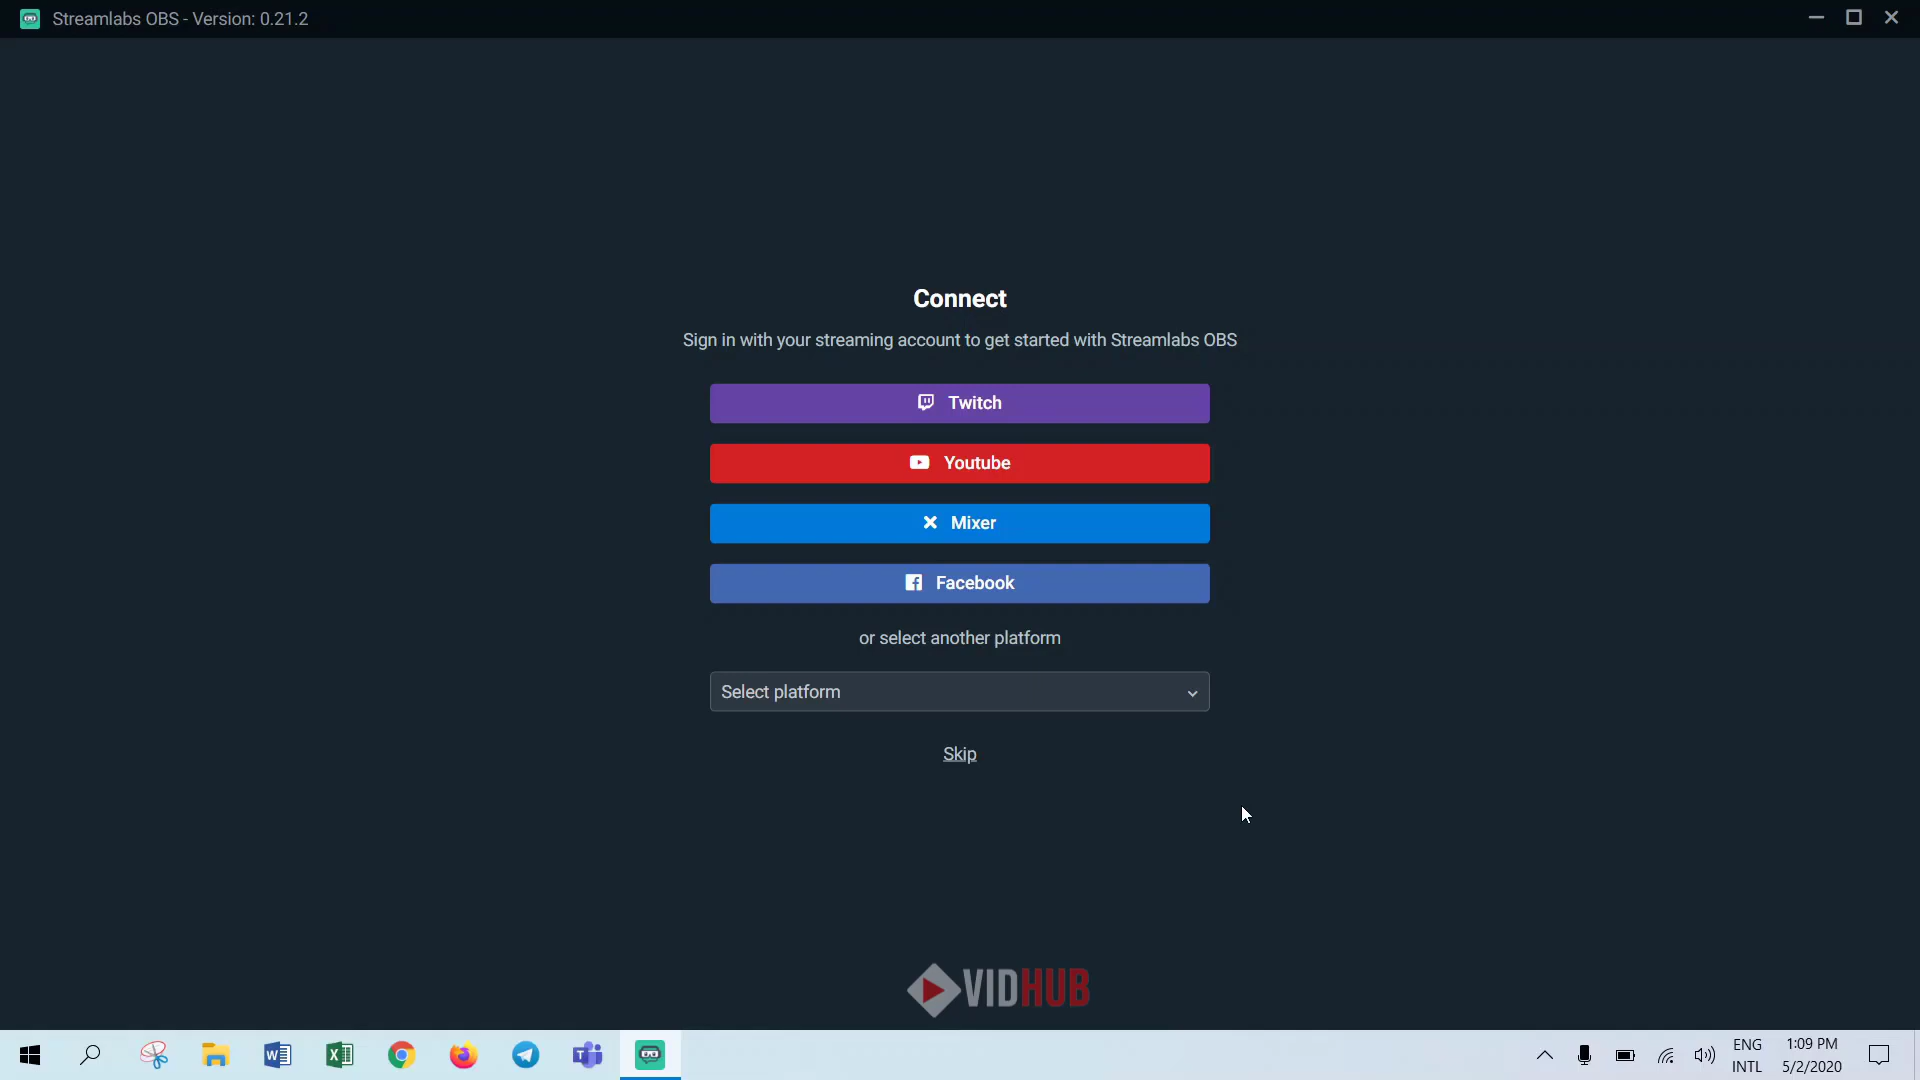 Streamlabs OBS - Version: 0.21.2
Connect
Sign in with your streaming account to get started with Streamlabs OBS
Twitch
Youtube
Mixer
Facebook
or select another platform
Select platform
Skip
VIDHUB
ENG
INTL
1:09 PM
5/2/2020